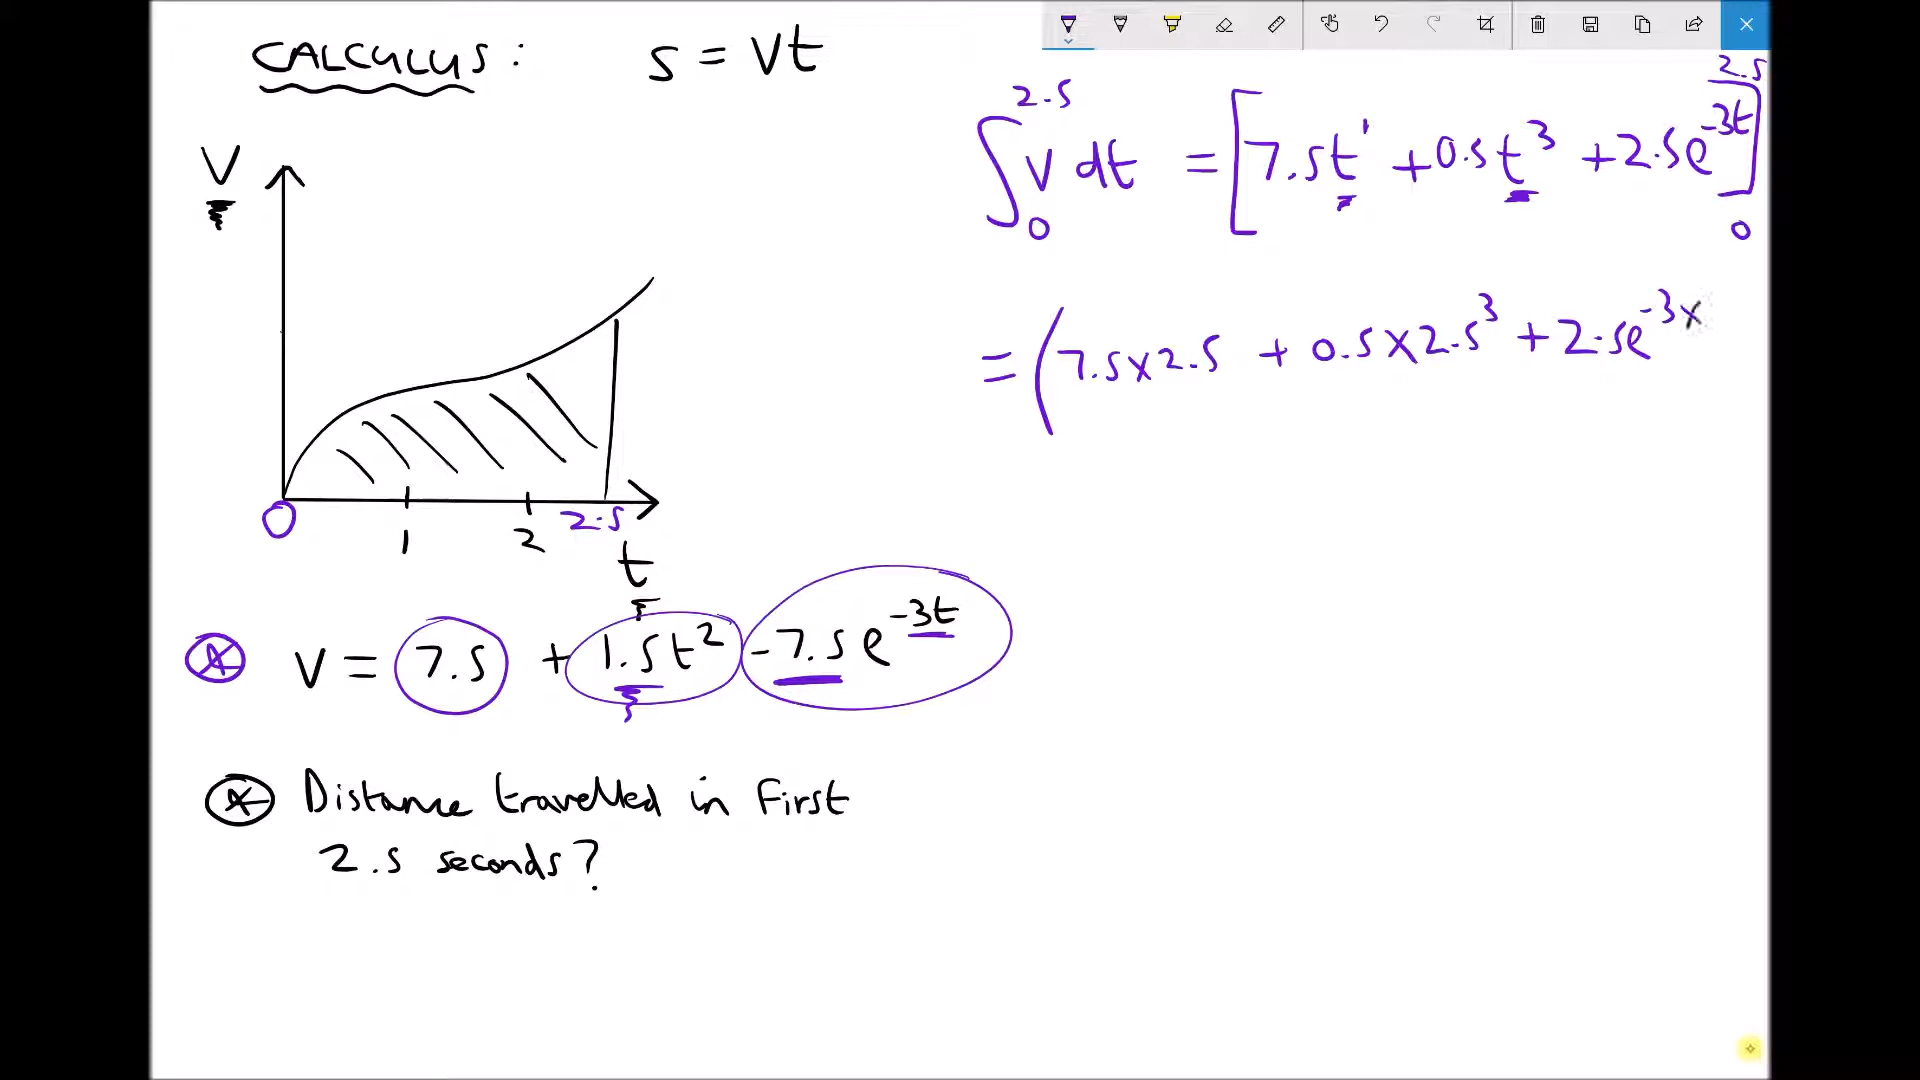 CALCULUS: s = vt
∫₀^2.5 v dt = [7.5t¹ + 0.5t³ + 2.5e^-3t]₀^2.5
= (7.5×2.5 + 0.5×2.5³ + 2.5e^-3×
V
0 1 2 2.5
t
v = 7.5 + 1.5t² - 7.5e^-3t
Distance travelled in First
2.5 seconds?